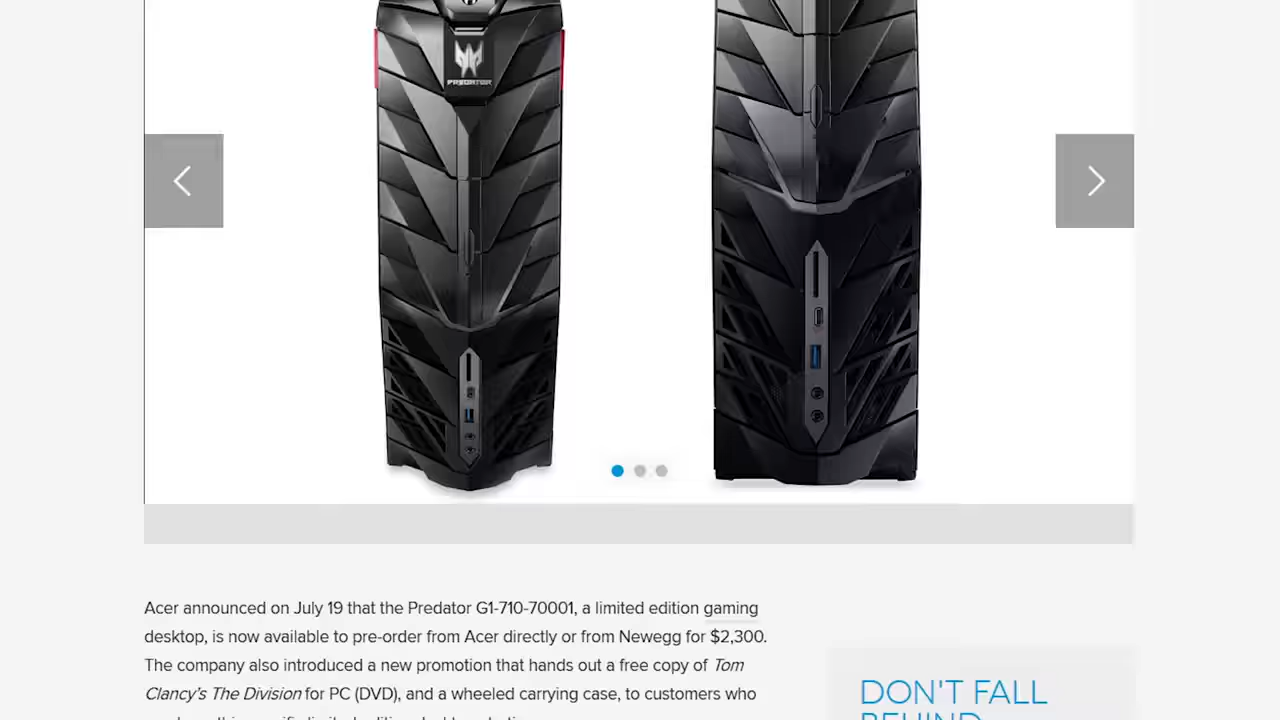 PREDATOR
Acer announced on July 19 that the Predator G1-710-70001, a limited edition gaming
desktop, is now available to pre-order from Acer directly or from Newegg for $2,300.
The company also introduced a new promotion that hands out a free copy of Tom
Clancy's The Division for PC (DVD), and a wheeled carrying case, to customers who
DON'T FALL
BEHIND